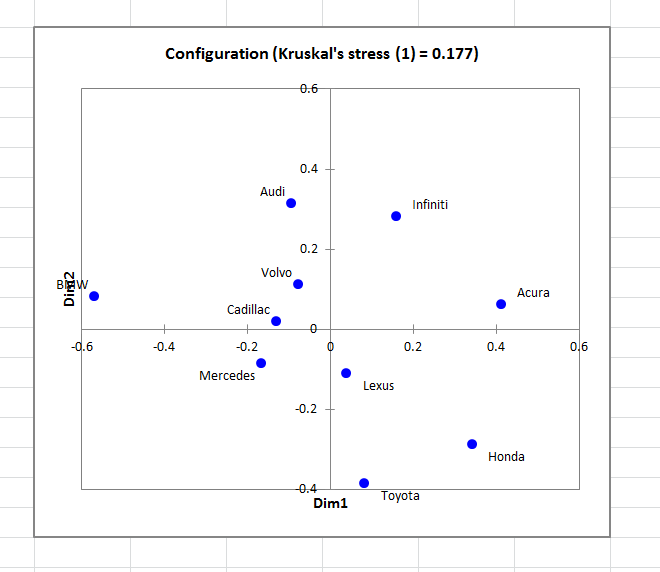 Configuration (Kruskal's stress (1) = 0.177)
0.6
0.4
Audi
Infiniti
0.2
Volvo
BMW
Dim2
Acura
Cadillac
0
-0.6 -0.4 -0.2 0 0.2 0.4 0.6
Mercedes
Lexus
-0.2
Honda
-0.4
Toyota
Dim1